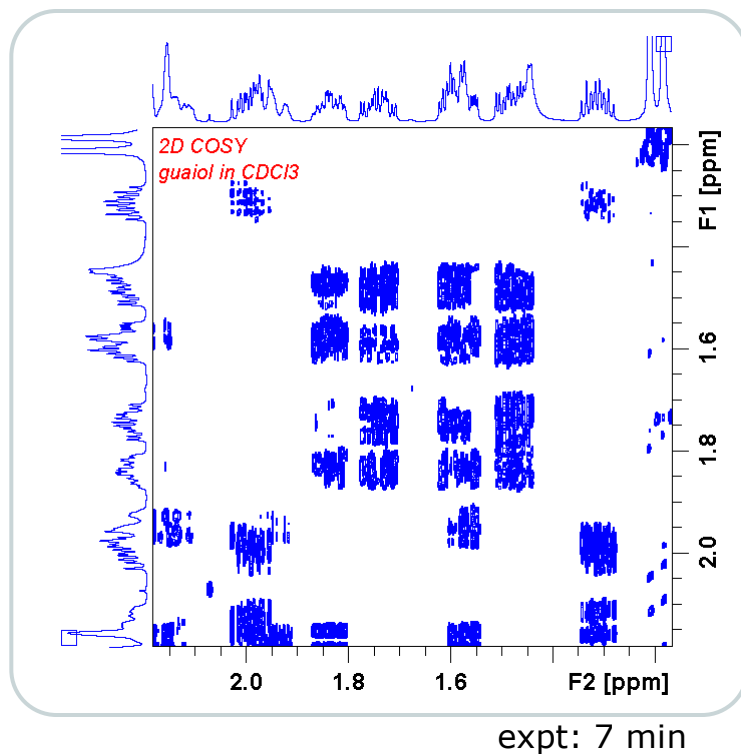 2D COSY
guaiol in CDCl3
F1 [ppm]
1.6
1.8
2.0
2.0 1.8 1.6 F2 [ppm]
expt: 7 min